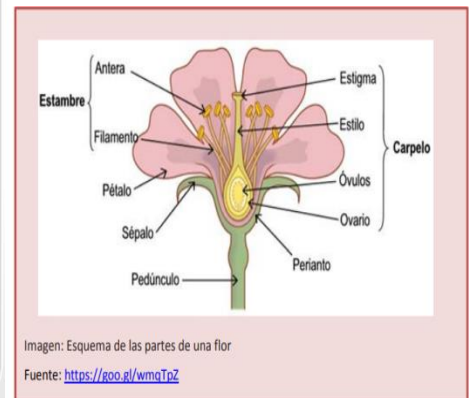 Antera
Estambre
Filamento
Pétalo
Sépalo
Pedúnculo
Estigma
Estilo
Carpelo
Óvulos
Ovario
Perianto
Imagen: Esquema de las partes de una flor
Fuente: https://goo.gl/wmqTpZ